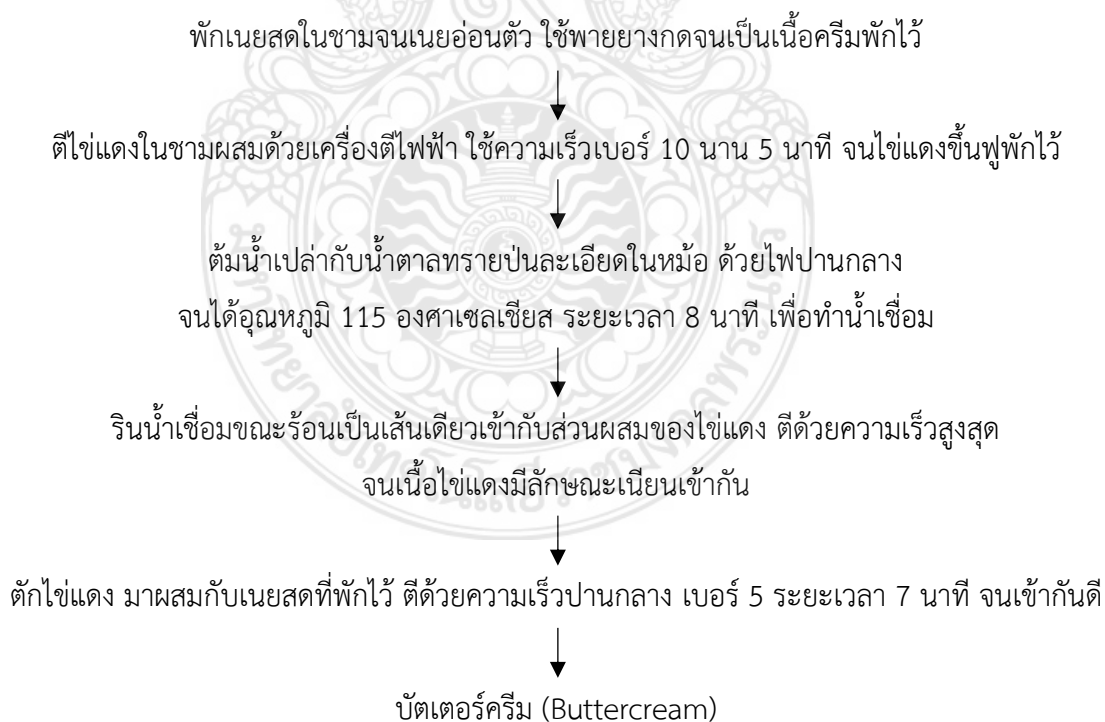 พักเนยสดในชามจนเนยอ่อนตัว ใช้พายยางกดจนเป็นเนื้อครีมพักไว้
ตีไข่แดงในชามผสมด้วยเครื่องตีไฟฟ้า ใช้ความเร็วเบอร์ 10 นาน 5 นาที จนไข่แดงขึ้นฟูพักไว้
ต้มน้ำเปล่ากับน้ำตาลทรายป่นละเอียดในหม้อ ด้วยไฟปานกลาง
จนได้อุณหภูมิ 115 องศาเซลเซียส ระยะเวลา 8 นาที เพื่อทำน้ำเชื่อม
รินน้ำเชื่อมขณะร้อนเป็นเส้นเดียวเข้ากับส่วนผสมของไข่แดง ตีด้วยความเร็วสูงสุด
จนเนื้อไข่แดงมีลักษณะเนียนเข้ากัน
ตักไข่แดง มาผสมกับเนยสดที่พักไว้ ตีด้วยความเร็วปานกลาง เบอร์ 5 ระยะเวลา 7 นาที จนเข้ากันดี
บัตเตอร์ครีม (Buttercream)